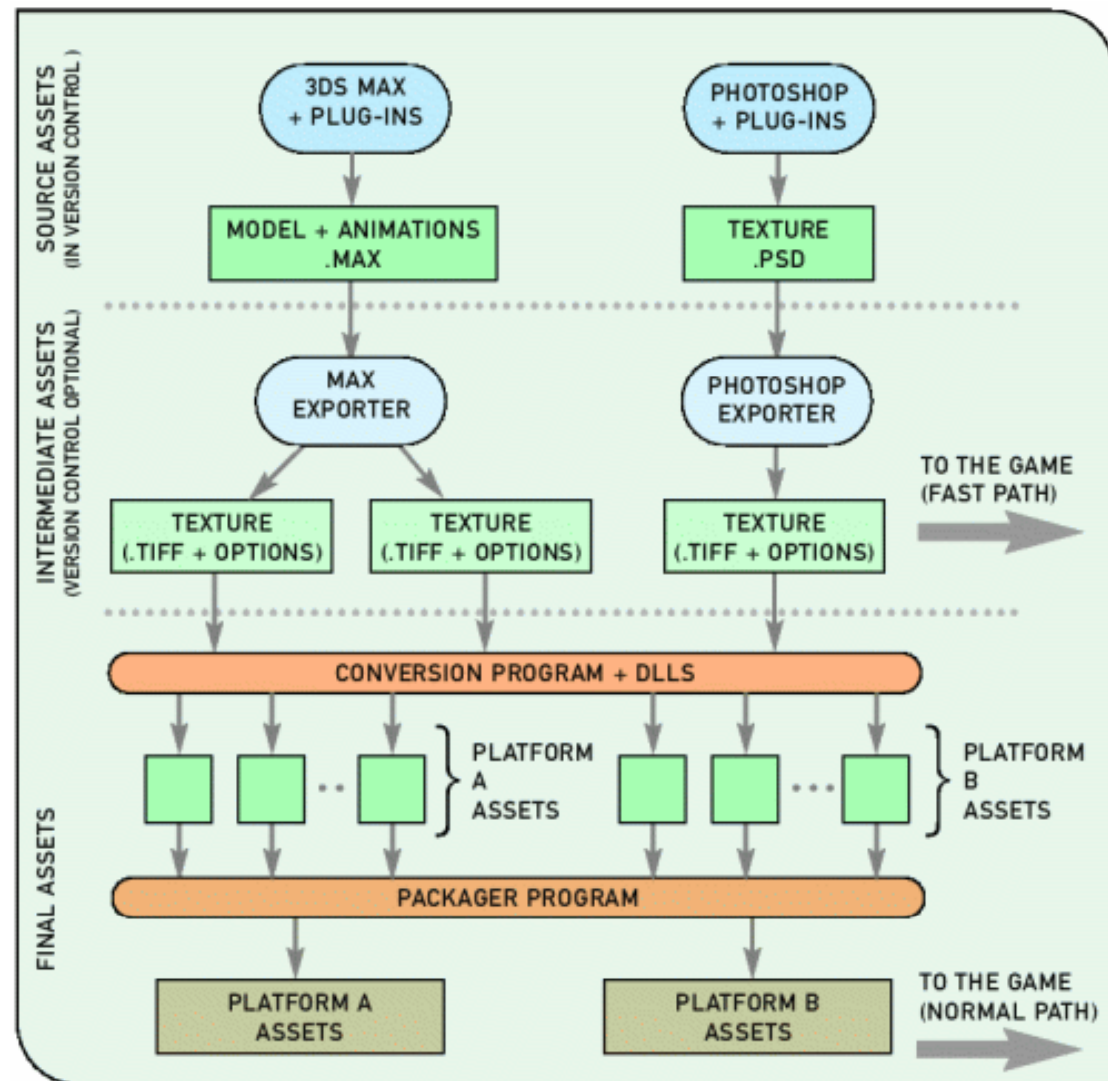 SOURCE ASSETS
(IN VERSION CONTROL )
3DS MAX
+ PLUG-INS
PHOTOSHOP
+ PLUG-INS
MODEL + ANIMATIONS
.MAX
TEXTURE
.PSD
INTERMEDIATE ASSETS
(VERSION CONTROL OPTIONAL)
MAX
EXPORTER
PHOTOSHOP
EXPORTER
TO THE GAME
(FAST PATH)
TEXTURE
(.TIFF + OPTIONS)
TEXTURE
(.TIFF + OPTIONS)
TEXTURE
(.TIFF + OPTIONS)
FINAL ASSETS
CONVERSION PROGRAM + DLLS
PLATFORM
A
ASSETS
PLATFORM
B
ASSETS
PACKAGER PROGRAM
PLATFORM A
ASSETS
PLATFORM B
ASSETS
TO THE GAME
(NORMAL PATH)